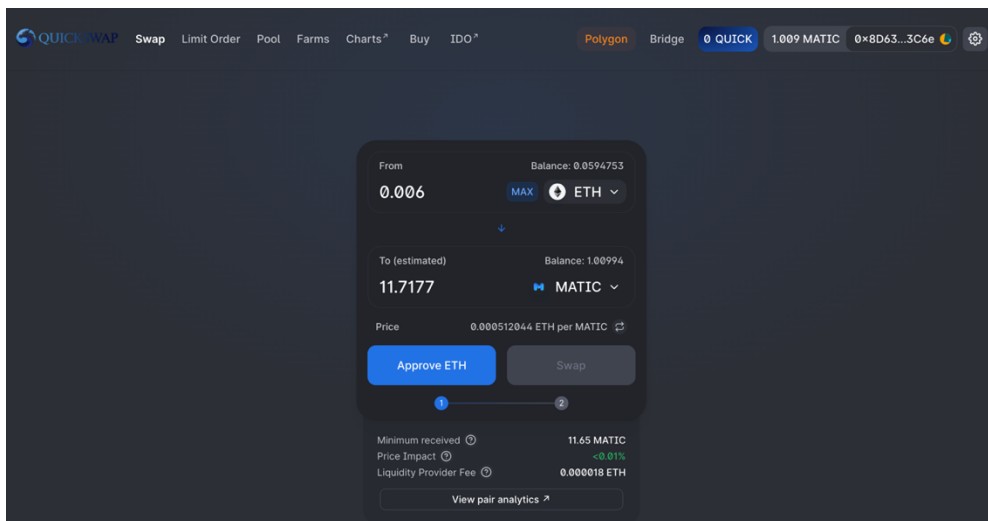 QUICKSWAP Swap Limit Order Pool Farms Charts↗ Buy IDO↗ Polygon Bridge 0 QUICK 1.009 MATIC 0×8D63...3C6e
From Balance: 0.0594753
0.006 MAX ETH
To (estimated) Balance: 1.00994
11.7177 MATIC
Price 0.000512044 ETH per MATIC
Approve ETH Swap
1 2
Minimum received 11.65 MATIC
Price Impact <0.01%
Liquidity Provider Fee 0.000018 ETH
View pair analytics ↗